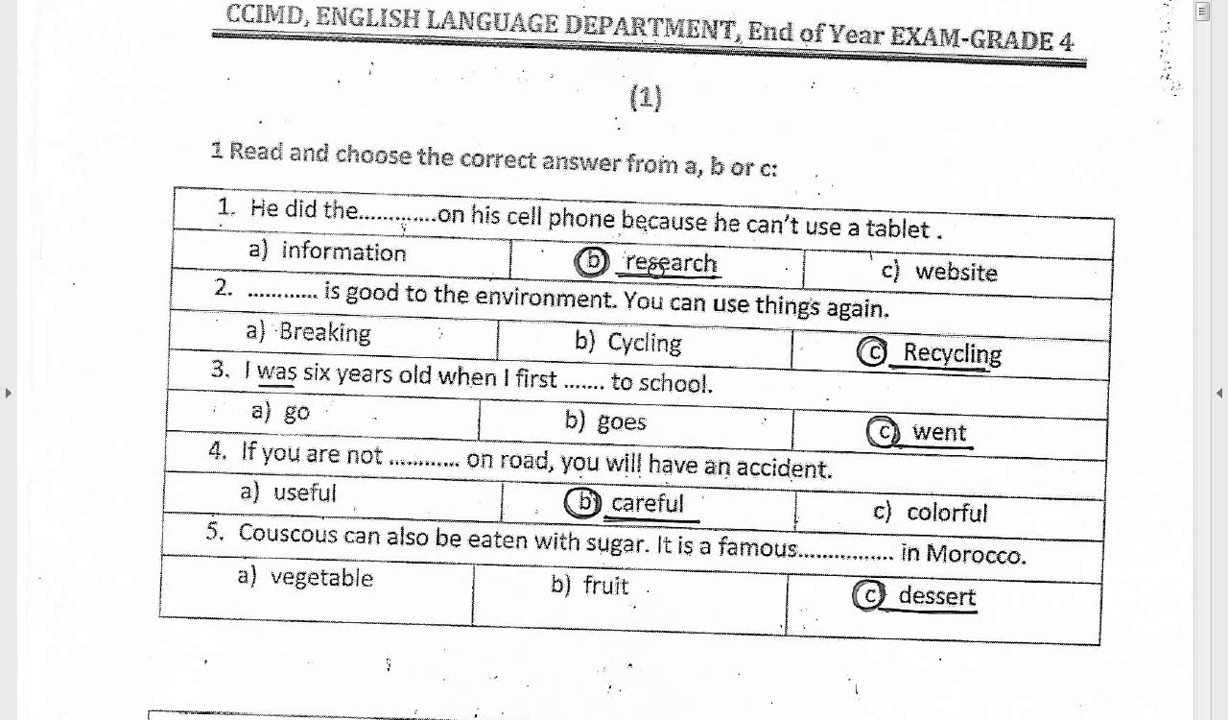 CCIMD, ENGLISH LANGUAGE DEPARTMENT, End of Year EXAM-GRADE 4
(1)
1 Read and choose the correct answer from a, b or c:
1. He did the.............on his cell phone because he can't use a tablet .
a) information b) research c) website
2. ............ is good to the environment. You can use things again.
a) Breaking b) Cycling c) Recycling
3. I was six years old when I first ....... to school.
a) go b) goes c) went
4. If you are not ............ on road, you will have an accident.
a) useful b) careful c) colorful
5. Couscous can also be eaten with sugar. It is a famous................ in Morocco.
a) vegetable b) fruit c) dessert